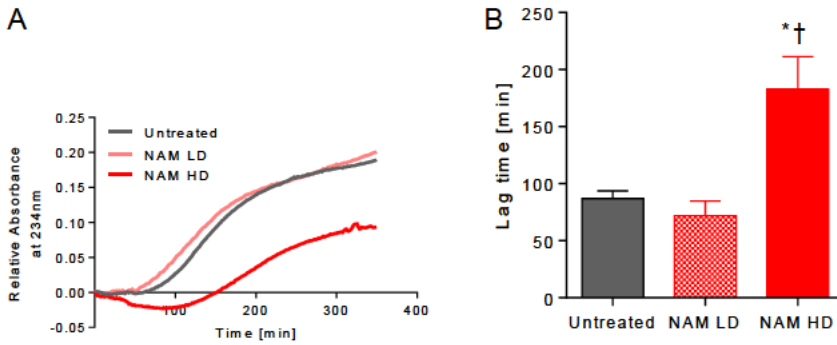 A
Relative Absorbance
at 234nm
0.25
0.20
0.15
0.10
0.05
0.00
-0.05
Untreated
NAM LD
NAM HD
100
200
300
400
Time [min]
B
Lag time [min]
250
200
150
100
50
0
*†
Untreated
NAM LD
NAM HD